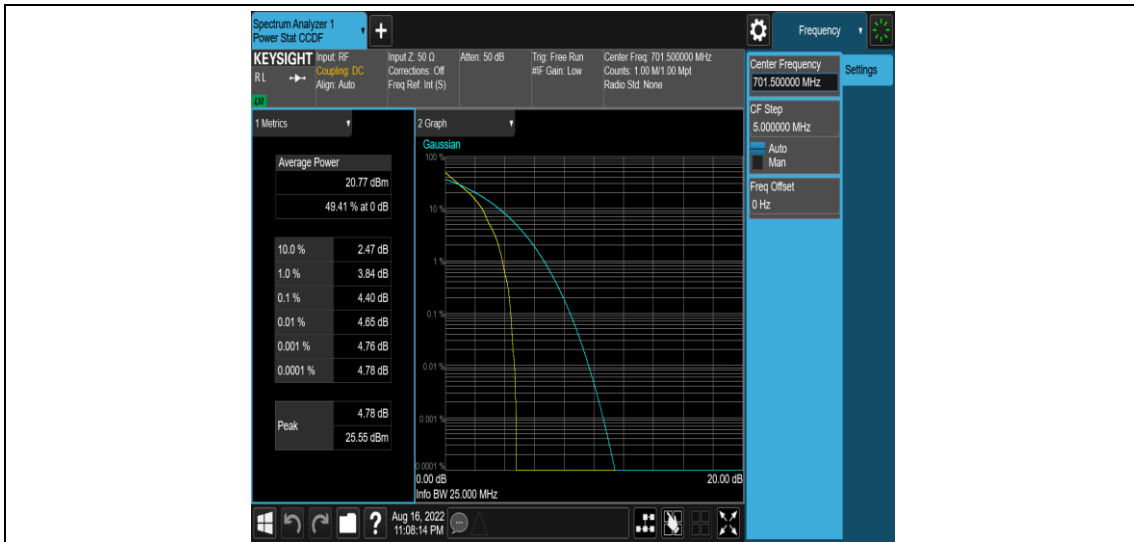 Spectrum Analyzer 1
Power Stat CCDF
Frequency
KEYSIGHT
RL
Input: RF
Coupling: DC
Align: Auto
Input Z: 50 Ω
Corrections: Off
Freq Ref: Int (S)
Atten: 50 dB
Trig: Free Run
#IF Gain: Low
Center Freq: 701.500000 MHz
Counts: 1.00 M/1.00 Mpt
Radio Std: None
1 Metrics
Average Power
20.77 dBm
49.41 % at 0 dB
10.0 % 2.47 dB
1.0 % 3.84 dB
0.1 % 4.40 dB
0.01 % 4.65 dB
0.001 % 4.76 dB
0.0001 % 4.78 dB
Peak
4.78 dB
25.55 dBm
2 Graph
Gaussian
100 %
10 %
1 %
0.1 %
0.01 %
0.001 %
0.0001 %
0.00 dB 20.00 dB
Info BW 25.000 MHz
Center Frequency
701.500000 MHz
Settings
CF Step
5.000000 MHz
Auto
Man
Freq Offset
0 Hz
?
Aug 16, 2022
11:08:14 PM